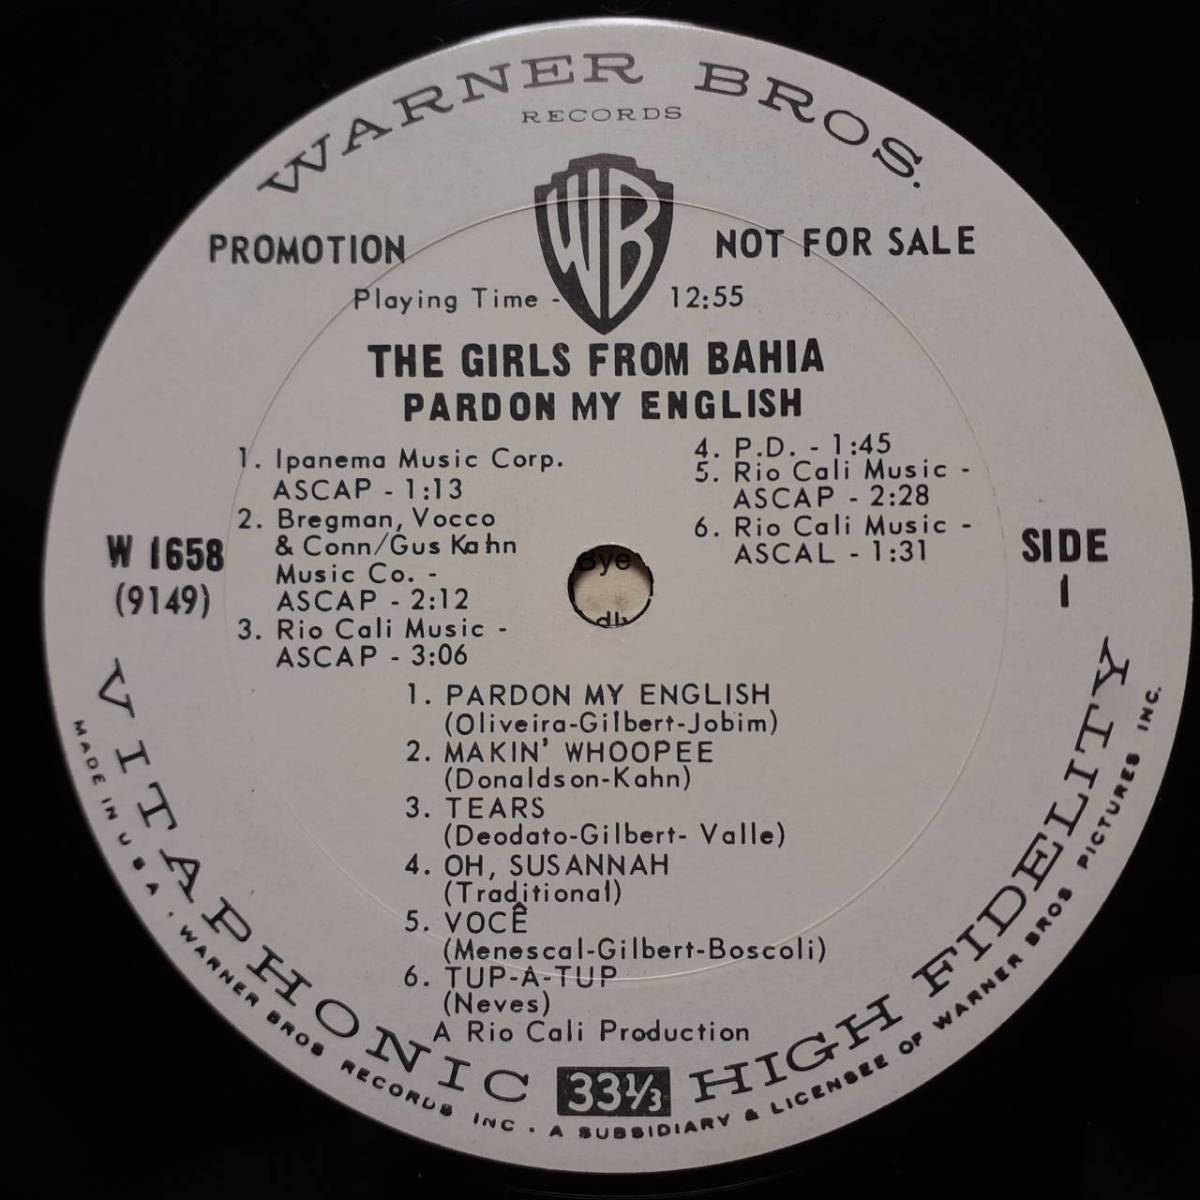 WARNER BROS.
RECORDS
WB
PROMOTION
NOT FOR SALE
Playing Time - 12:55
THE GIRLS FROM BAHIA
PARDON MY ENGLISH
1. Ipanema Music Corp.
ASCAP - 1:13
2. Bregman, Vocco
& Conn/Gus Kahn
Music Co. -
ASCAP - 2:12
3. Rio Cali Music -
ASCAP - 3:06
4. P.D. - 1:45
5. Rio Cali Music -
ASCAP - 2:28
6. Rio Cali Music -
ASCAL - 1:31
W 1658
(9149)
SIDE
1
1. PARDON MY ENGLISH
(Oliveira-Gilbert-Jobim)
2. MAKIN' WHOOPEE
(Donaldson-Kahn)
3. TEARS
(Deodato-Gilbert- Valle)
4. OH, SUSANNAH
(Traditional)
5. VOCÊ
(Menescal-Gilbert-Boscoli)
6. TUP-A-TUP
(Neves)
A Rio Cali Production
VITAPHONIC 33⅓ HIGH FIDELITY
MADE IN U S A · WARNER BROS RECORDS INC · A SUBSIDIARY & LICENSEE OF WARNER BROS PICTURES INC.